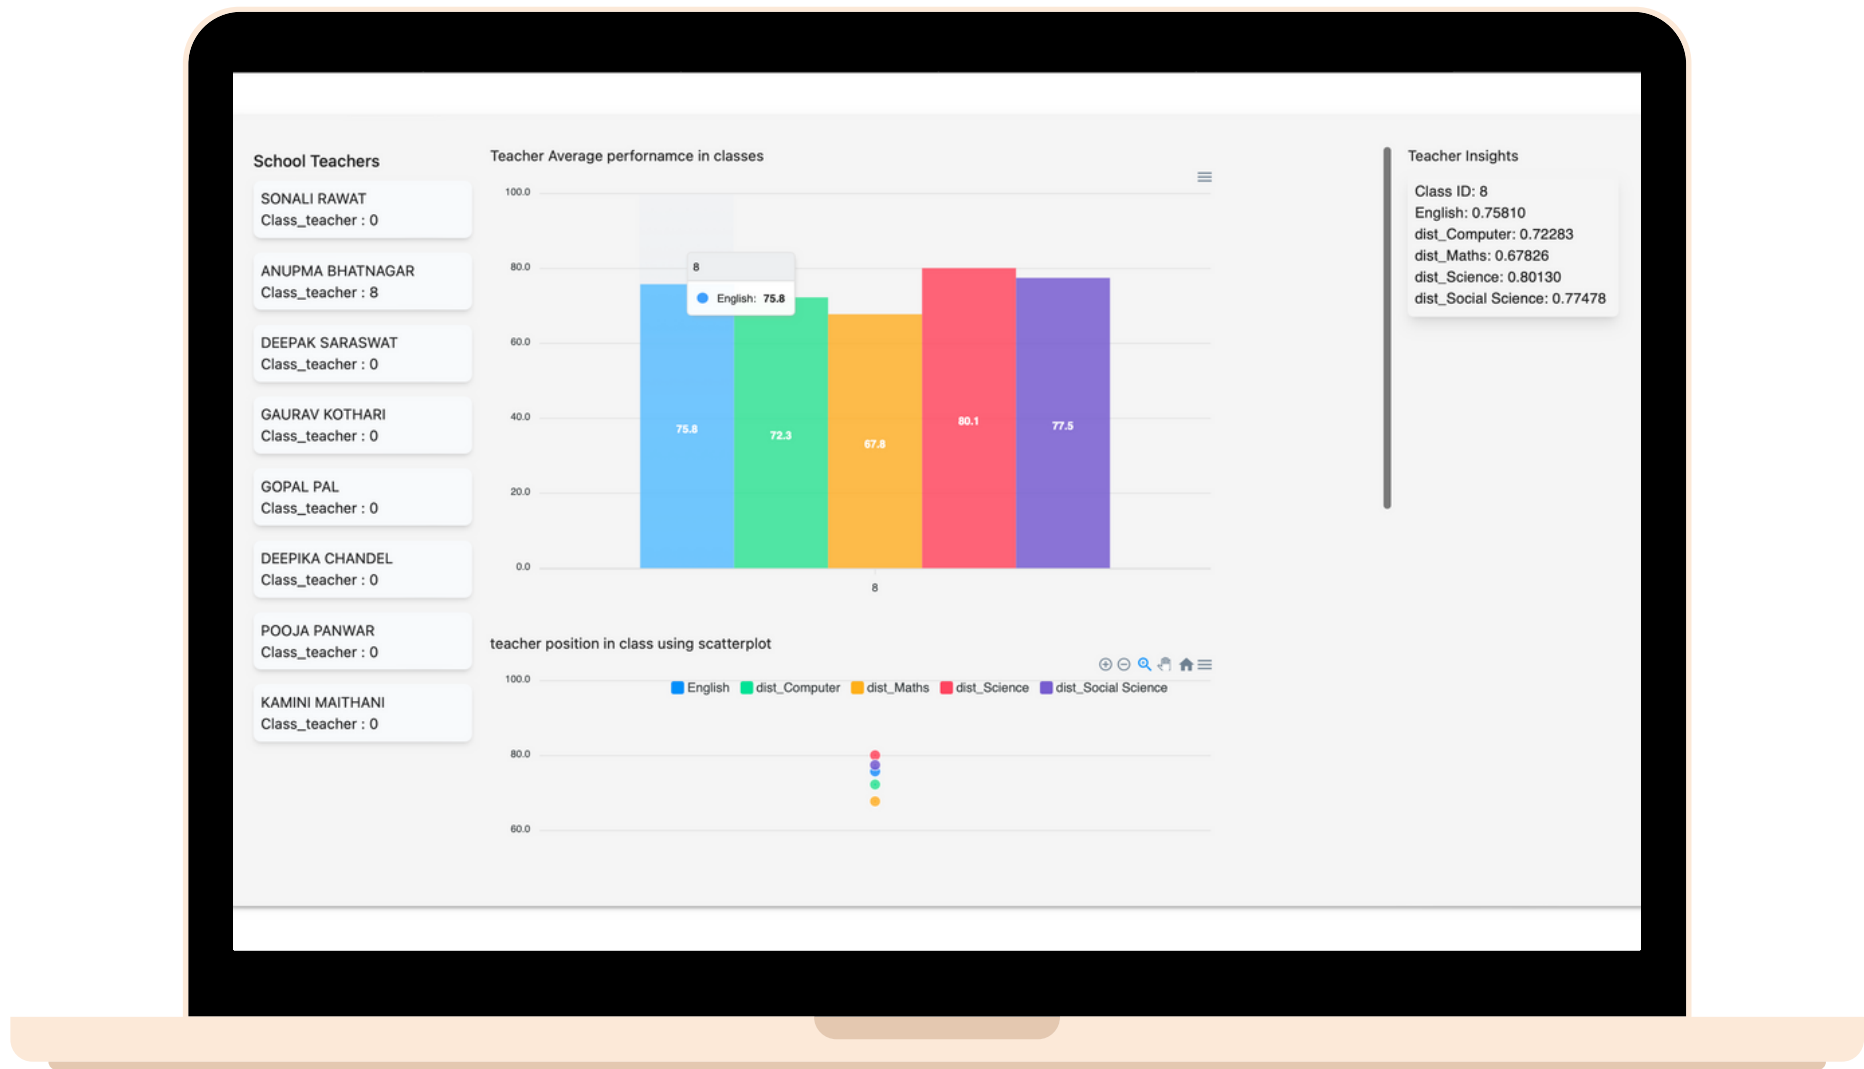 School Teachers
SONALI RAWAT
Class_teacher : 0
ANUPMA BHATNAGAR
Class_teacher : 8
DEEPAK SARASWAT
Class_teacher : 0
GAURAV KOTHARI
Class_teacher : 0
GOPAL PAL
Class_teacher : 0
DEEPIKA CHANDEL
Class_teacher : 0
POOJA PANWAR
Class_teacher : 0
KAMINI MAITHANI
Class_teacher : 0
Teacher Average perfornamce in classes
100.0
80.0
60.0
40.0
20.0
0.0
8
English: 75.8
75.8
72.3
67.8
80.1
77.5
8
teacher position in class using scatterplot
100.0
English dist_Computer dist_Maths dist_Science dist_Social Science
80.0
60.0
Teacher Insights
Class ID: 8
English: 0.75810
dist_Computer: 0.72283
dist_Maths: 0.67826
dist_Science: 0.80130
dist_Social Science: 0.77478